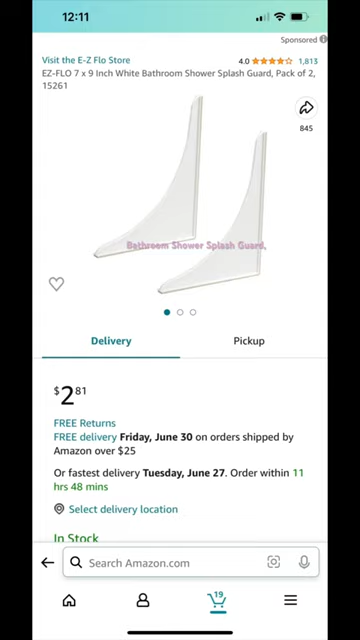 12:11
Sponsored
Visit the E-Z Flo Store
4.0
1,813
EZ-FLO 7 x 9 Inch White Bathroom Shower Splash Guard, Pack of 2,
15261
845
Bathroom Shower Splash Guard,
Delivery
Pickup
$2 81
FREE Returns
FREE delivery Friday, June 30 on orders shipped by
Amazon over $25
Or fastest delivery Tuesday, June 27. Order within 11
hrs 48 mins
Select delivery location
In Stock
Search Amazon.com
19